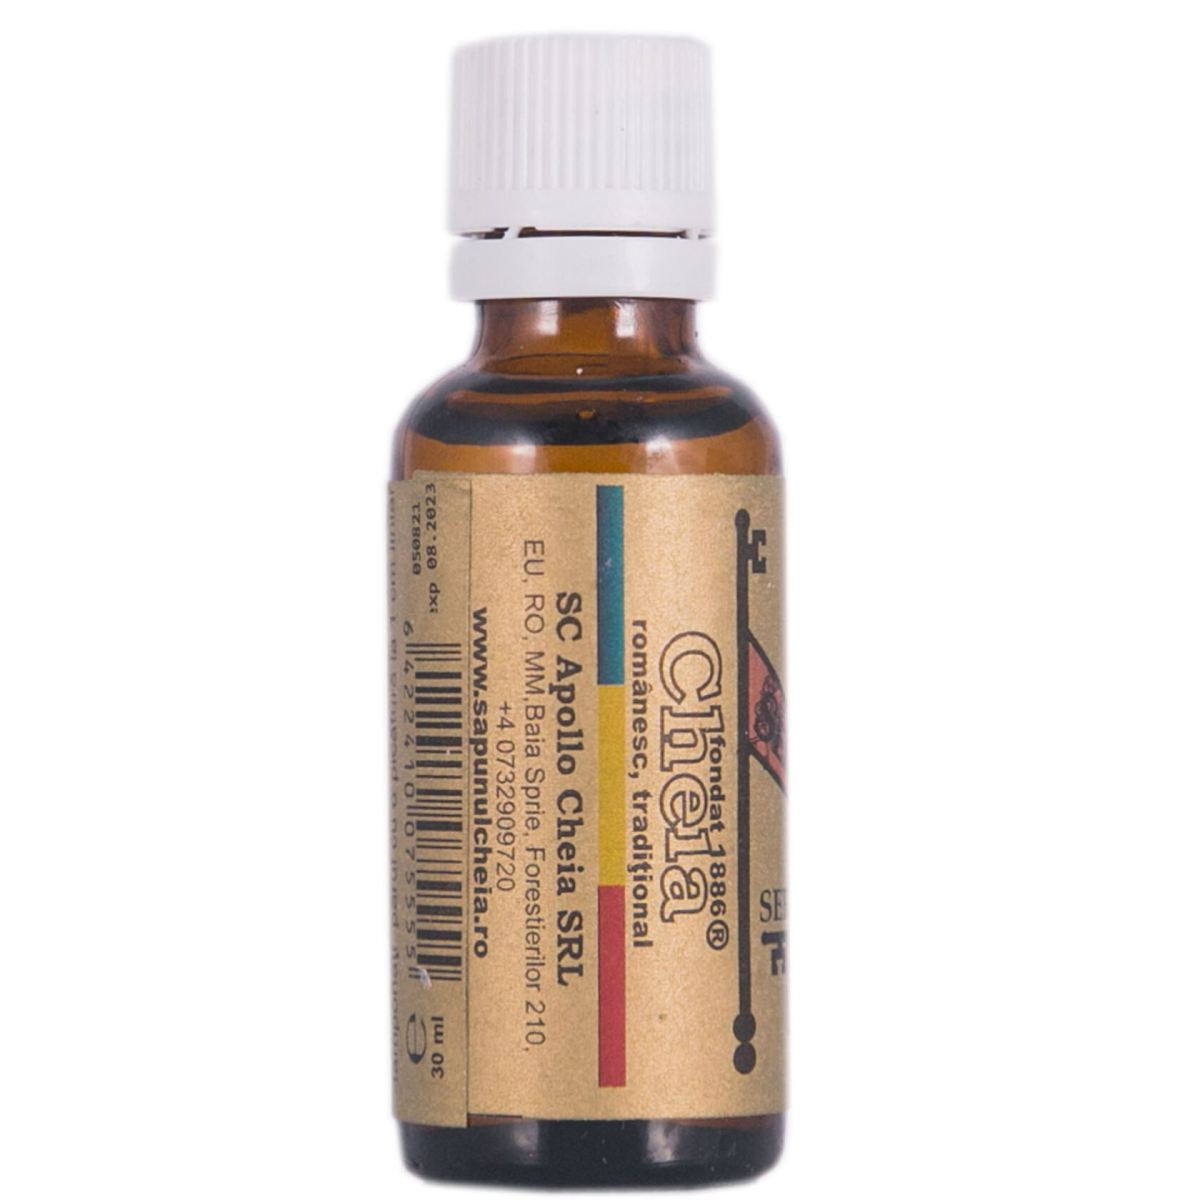 fondat 1886®
Cheia
românesc, tradițional
SC Apollo Cheia SRL
EU, RO, MM,Baia Sprie, Forestierilor 210,
+4 0732909720
www.sapunulcheia.ro
30 ml
e
050821
exp 08.2023
6422410075555